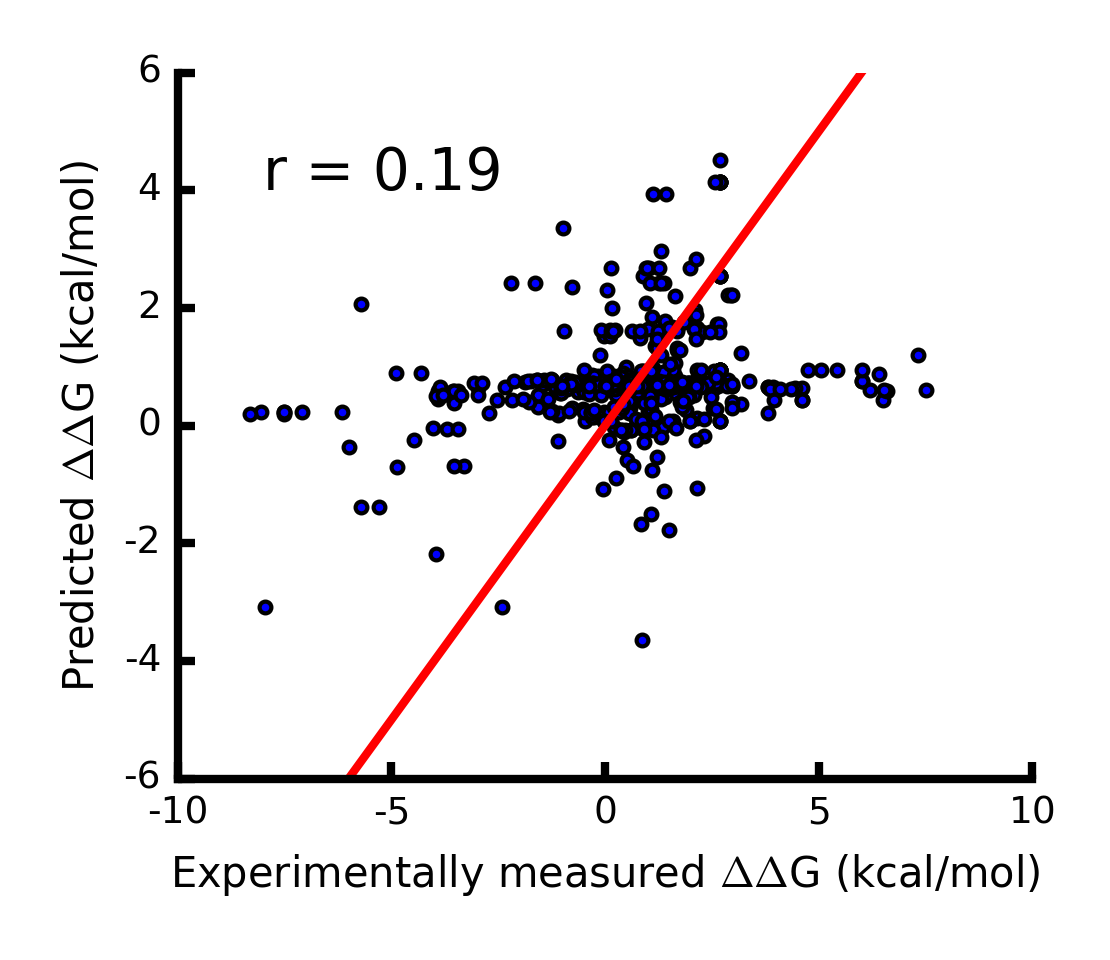 6
r = 0.19
4
2
0
-2
-4
-6
Predicted ΔΔG (kcal/mol)
-10 -5 0 5 10
Experimentally measured ΔΔG (kcal/mol)